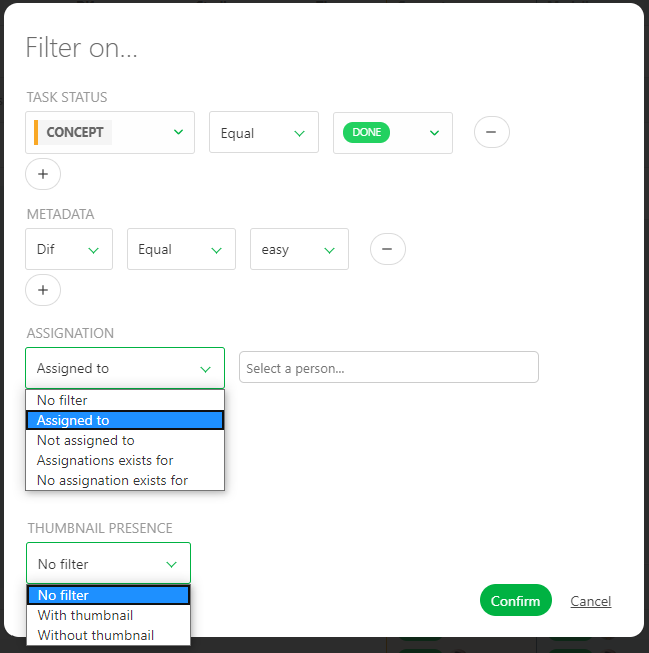 Filter on...
TASK STATUS
CONCEPT Equal DONE −
+
METADATA
Dif Equal easy −
+
ASSIGNATION
Assigned to Select a person...
No filter
Assigned to
Not assigned to
Assignations exists for
No assignation exists for
THUMBNAIL PRESENCE
No filter
No filter
With thumbnail
Without thumbnail
Confirm Cancel